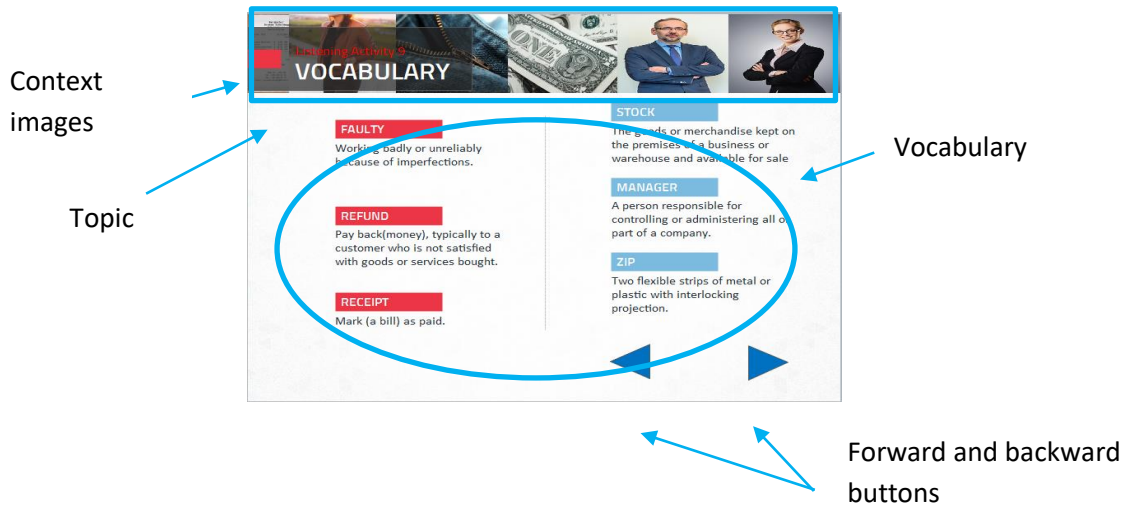 Context
images
Topic
Listening Activity 9
VOCABULARY
FAULTY
Working badly or unreliably
because of imperfections.
REFUND
Pay back(money), typically to a
customer who is not satisfied
with goods or services bought.
RECEIPT
Mark (a bill) as paid.
STOCK
The goods or merchandise kept on
the premises of a business or
warehouse and available for sale
MANAGER
A person responsible for
controlling or administering all or
part of a company.
ZIP
Two flexible strips of metal or
plastic with interlocking
projection.
Vocabulary
Forward and backward
buttons
ONE